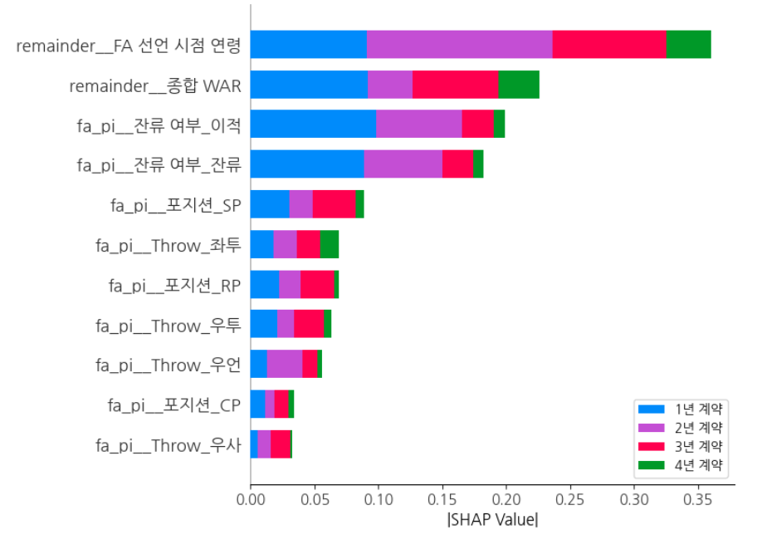 remainder__FA 선언 시점 연령
remainder__종합 WAR
fa_pi__잔류 여부_이적
fa_pi__잔류 여부_잔류
fa_pi__포지션_SP
fa_pi__Throw_좌투
fa_pi__포지션_RP
fa_pi__Throw_우투
fa_pi__Throw_우언
fa_pi__포지션_CP
fa_pi__Throw_우사
1년 계약
2년 계약
3년 계약
4년 계약
0.00 0.05 0.10 0.15 0.20 0.25 0.30 0.35
|SHAP Value|